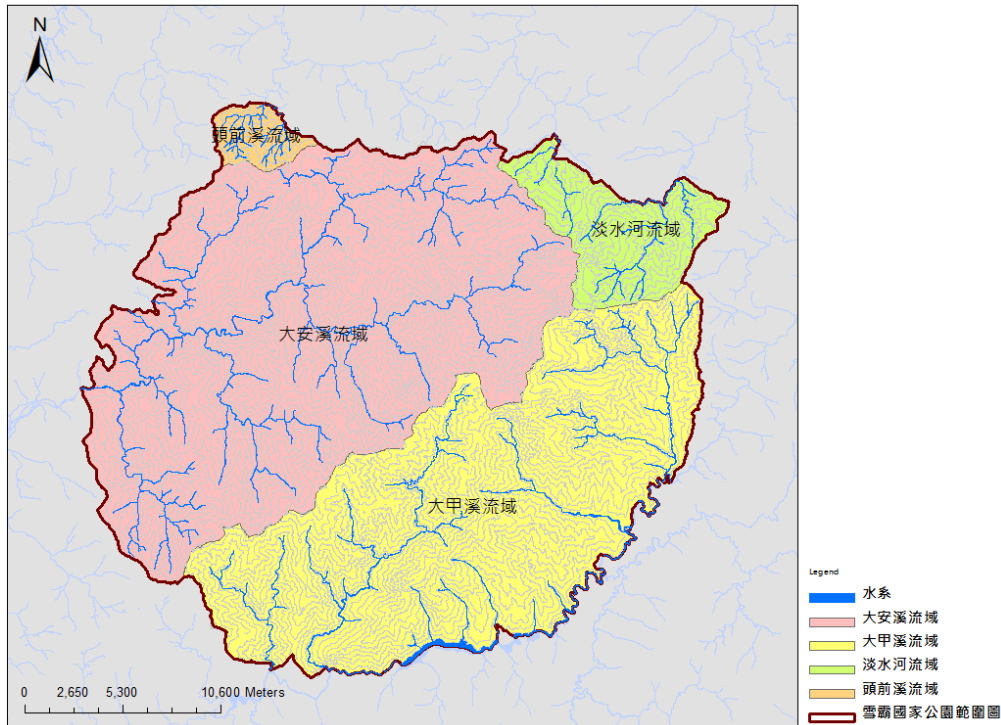 N
頭前溪流域
淡水河流域
大安溪流域
大甲溪流域
0 2,650 5,300 10,600 Meters
Legend
水系
大安溪流域
大甲溪流域
淡水河流域
頭前溪流域
雪霸國家公園範圍圖